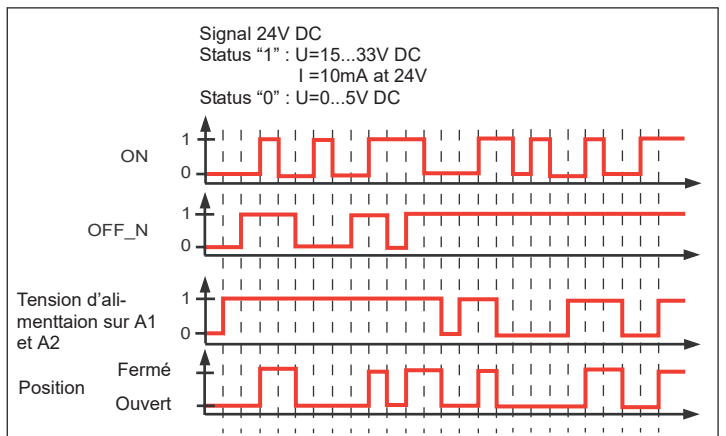 Signal 24V DC
Status “1” : U=15...33V DC
I =10mA at 24V
Status “0” : U=0...5V DC
1
ON
0
1
OFF_N
0
Tension d’ali-
menttaion sur A1
et A2
1
0
Position
Fermé
Ouvert